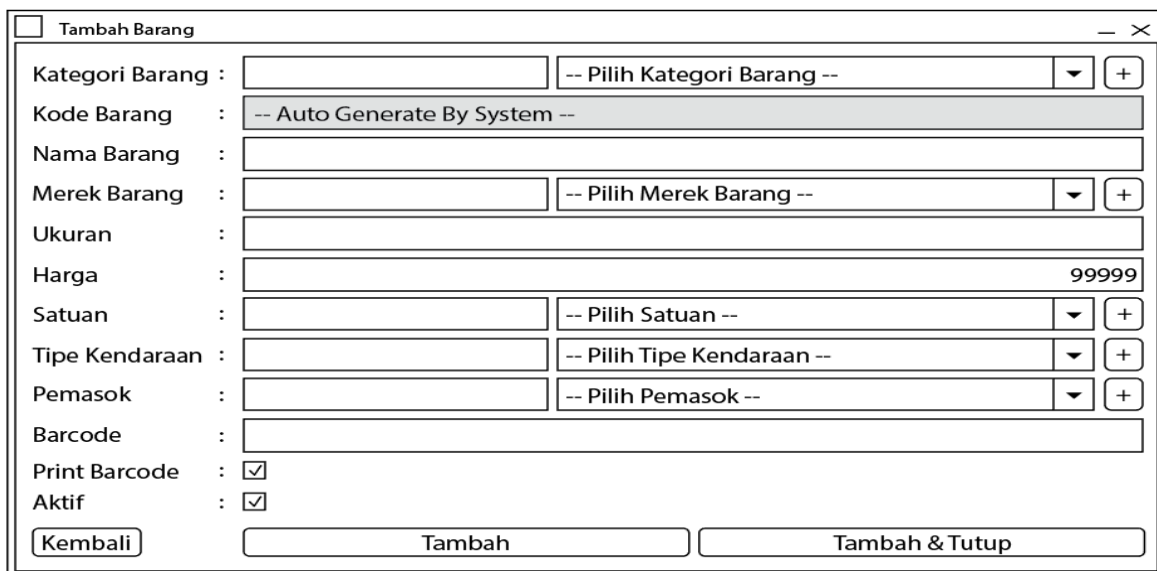 Tambah Barang
Kategori Barang : -- Pilih Kategori Barang -- +
Kode Barang : -- Auto Generate By System --
Nama Barang :
Merek Barang : -- Pilih Merek Barang -- +
Ukuran :
Harga : 99999
Satuan : -- Pilih Satuan -- +
Tipe Kendaraan : -- Pilih Tipe Kendaraan -- +
Pemasok : -- Pilih Pemasok -- +
Barcode :
Print Barcode :
Aktif :
Kembali Tambah Tambah & Tutup